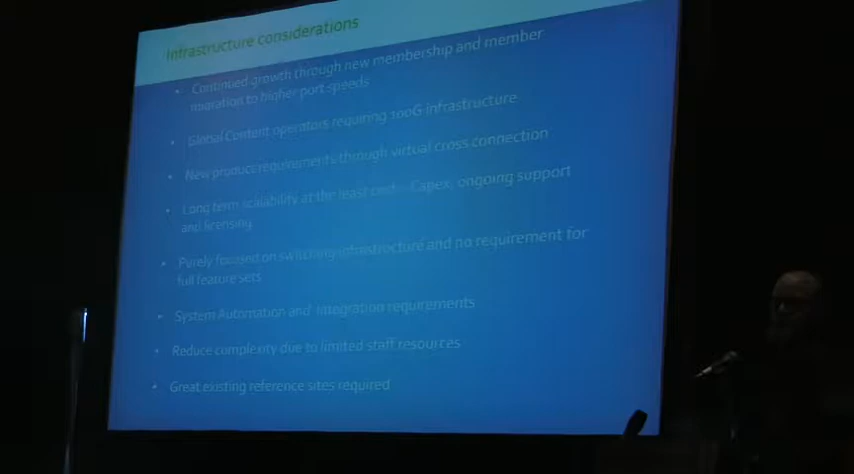 Infrastructure considerations
• Continued growth through new membership and member
migration to higher port speeds
• Global Content operators requiring 100G infrastructure
• New product requirements through virtual cross connection
• Long term scalability at the least cost - Capex, ongoing support
and licensing
• Purely focused on switching infrastructure and no requirement for
full feature sets
• System Automation and Integration requirements
• Reduce complexity due to limited staff resources
• Great existing reference sites required